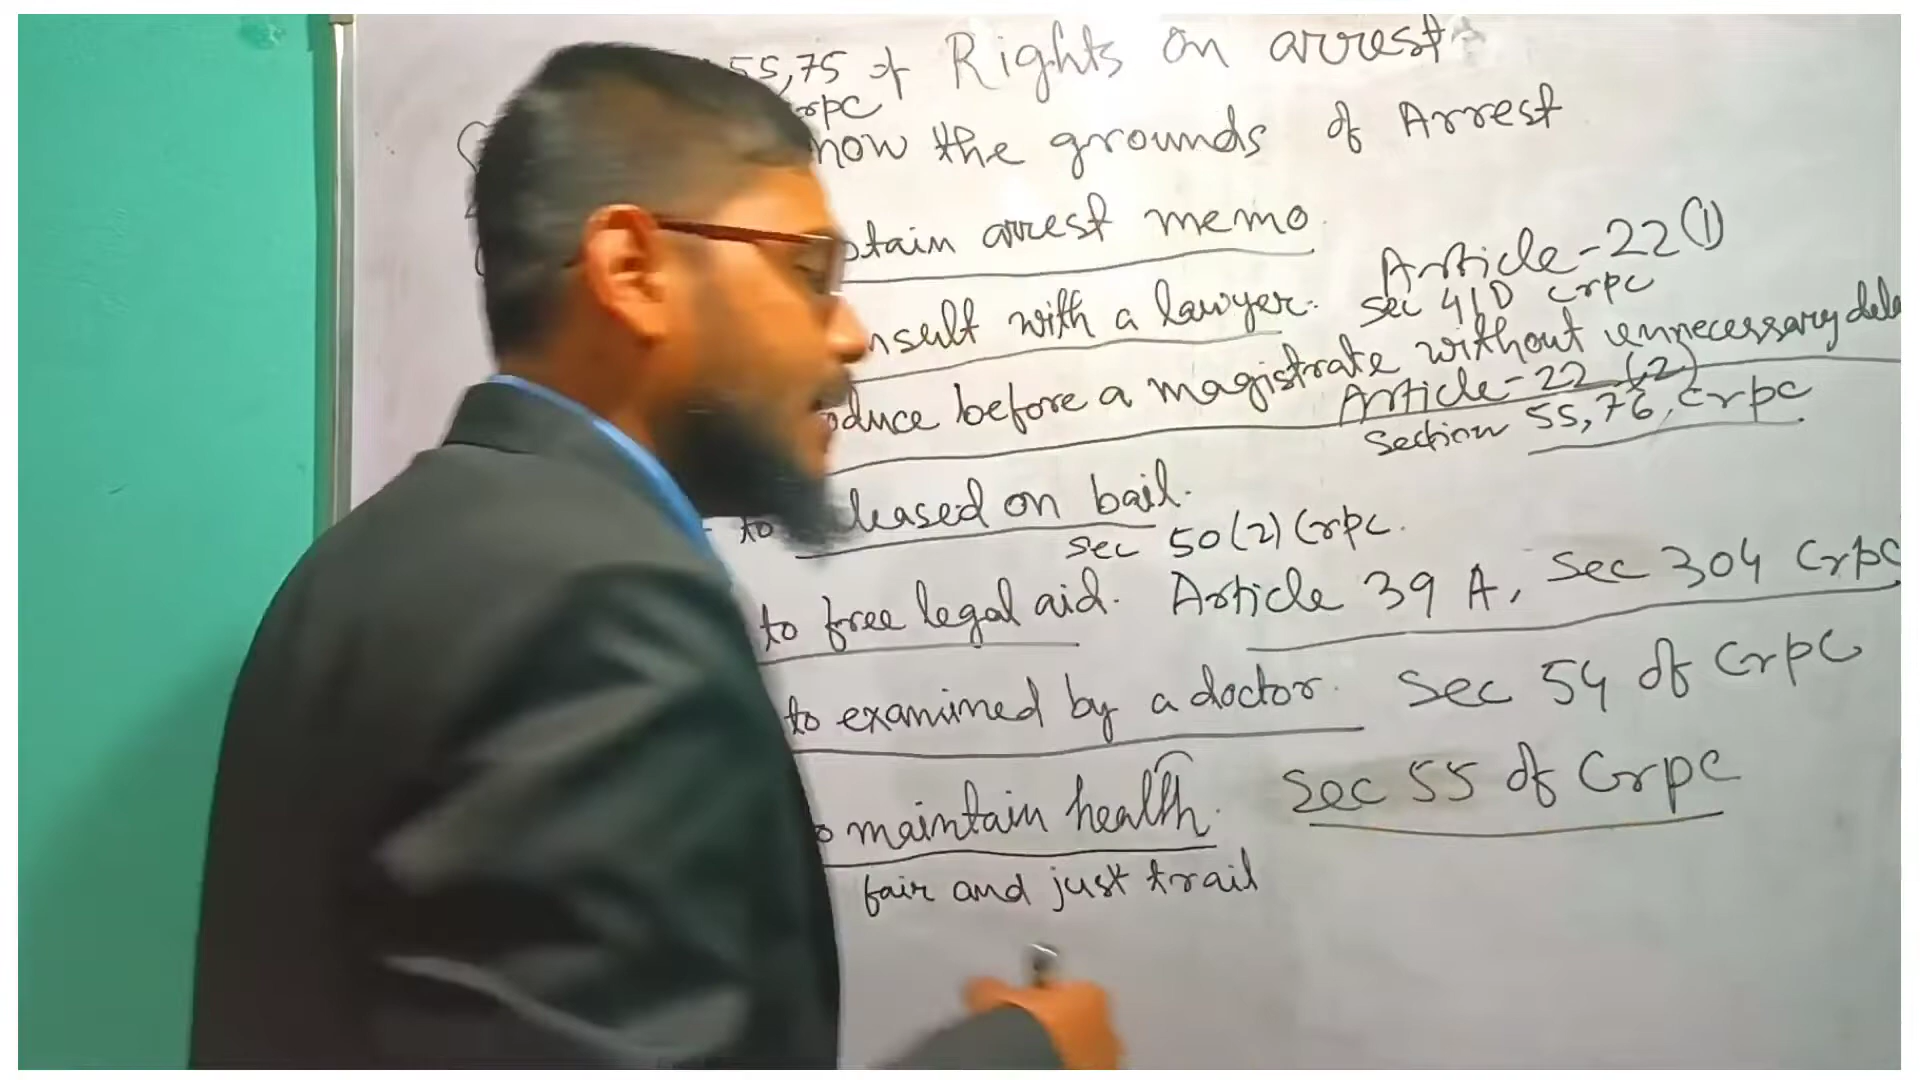 55,75 of Rights on arrest
crpc
the grounds of Arrest
arrest memo
Article-22 (1)
with a lawyer. Sec 41D crpc
before a magistrate without unnecessary
Article-22 (2)
Section 55,76, crpc
to on bail.
sec 50(2) Crpc.
to free legal aid. Article 39 A, Sec 304 Crpc
to examined by a doctor. Sec 54 of Crpc
maintain health. Sec 55 of Crpc
fair and just trail